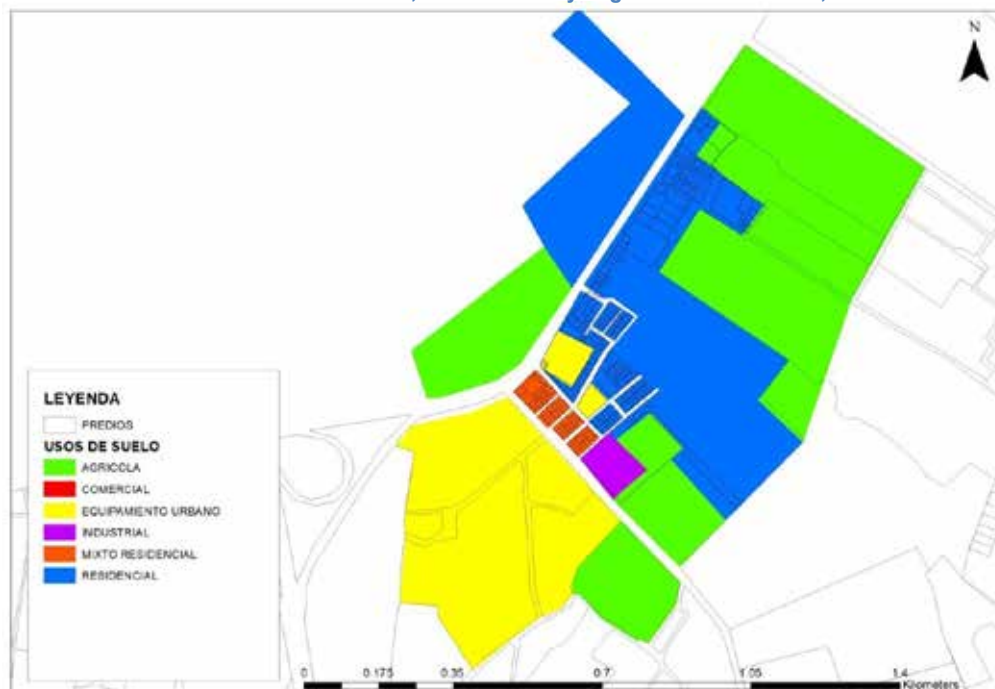 N
LEYENDA
PREDIOS
USOS DE SUELO
AGRICOLA
COMERCIAL
EQUIPAMIENTO URBANO
INDUSTRIAL
MIXTO RESIDENCIAL
RESIDENCIAL
0 0.175 0.35 0.7 1.05 1.4
Kilometers